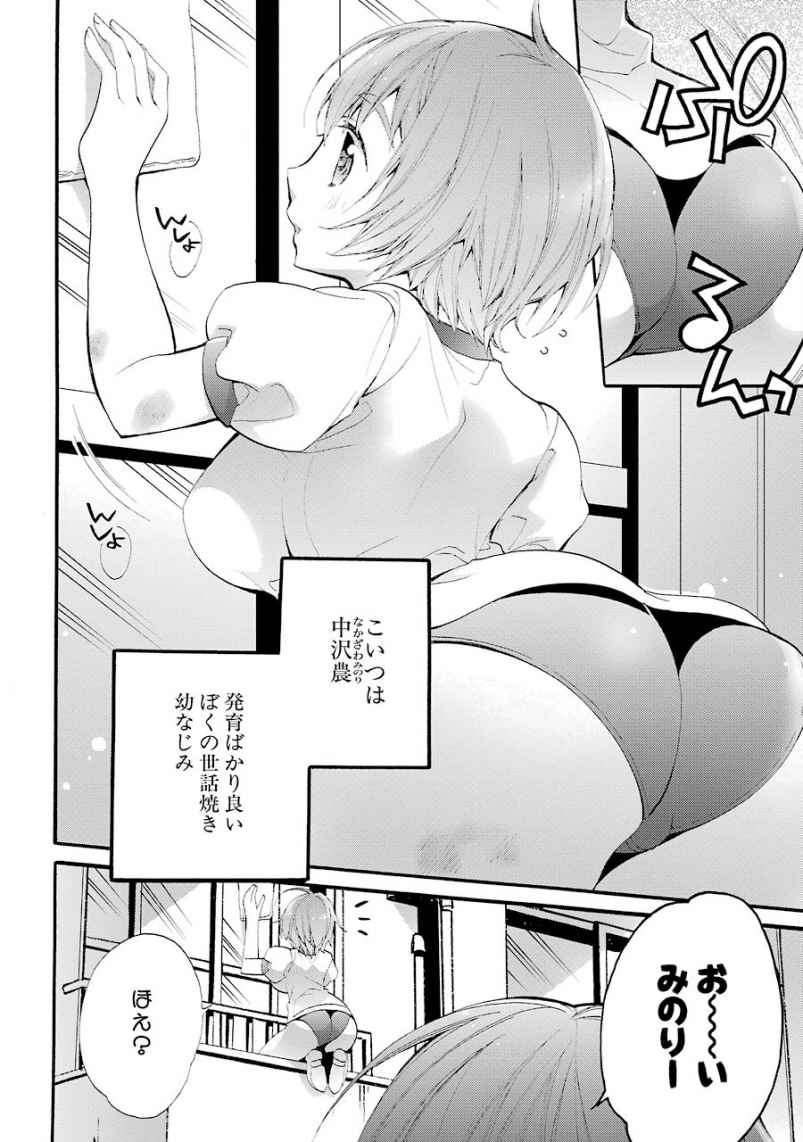 ぷり
るん
んしょ
んしょ
こいつは
中沢農
なかざわみのり
発育ばかり良い
ぼくの世話焼き
幼なじみ
お～～い
みのりー
ほえ?